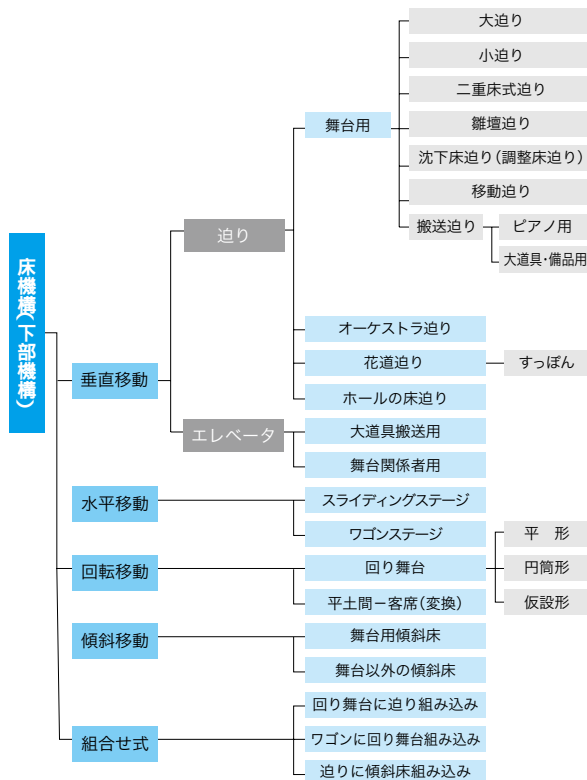 床機構(下部機構)
垂直移動
迫り
舞台用
大迫り
小迫り
二重床式迫り
雛壇迫り
沈下床迫り(調整床迫り)
移動迫り
搬送迫り
ピアノ用
大道具・備品用
オーケストラ迫り
花道迫り
すっぽん
ホールの床迫り
エレベータ
大道具搬送用
舞台関係者用
水平移動
スライディングステージ
ワゴンステージ
回転移動
回り舞台
平 形
円筒形
仮設形
平土間－客席(変換)
傾斜移動
舞台用傾斜床
舞台以外の傾斜床
組合せ式
回り舞台に迫り組み込み
ワゴンに回り舞台組み込み
迫りに傾斜床組み込み